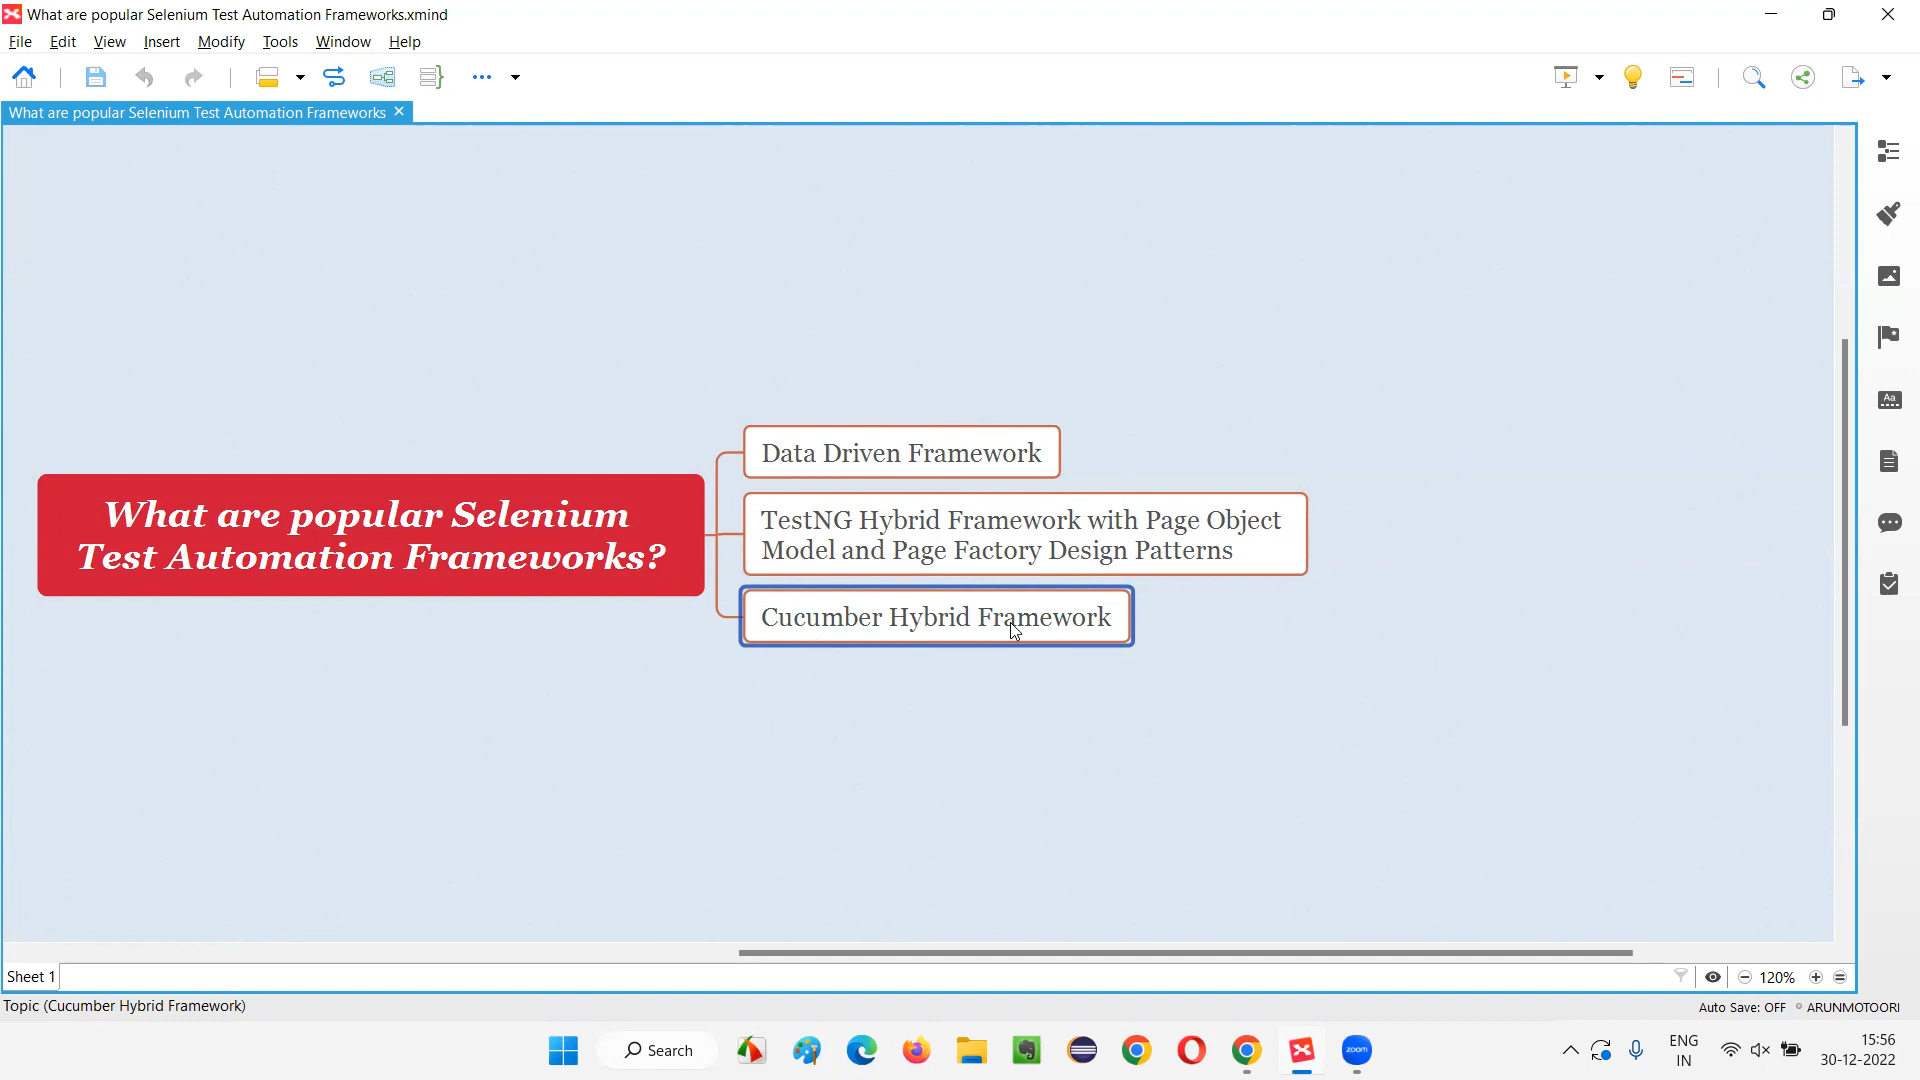 What are popular Selenium Test Automation Frameworks.xmind
File Edit View Insert Modify Tools Window Help
What are popular Selenium Test Automation Frameworks
What are popular Selenium
Test Automation Frameworks?
Data Driven Framework
TestNG Hybrid Framework with Page Object
Model and Page Factory Design Patterns
Cucumber Hybrid Framework
Aa
Sheet 1
120%
Topic (Cucumber Hybrid Framework)
Auto Save: OFF
ARUNMOTOORI
Search
zoom
ENG
IN
15:56
30-12-2022